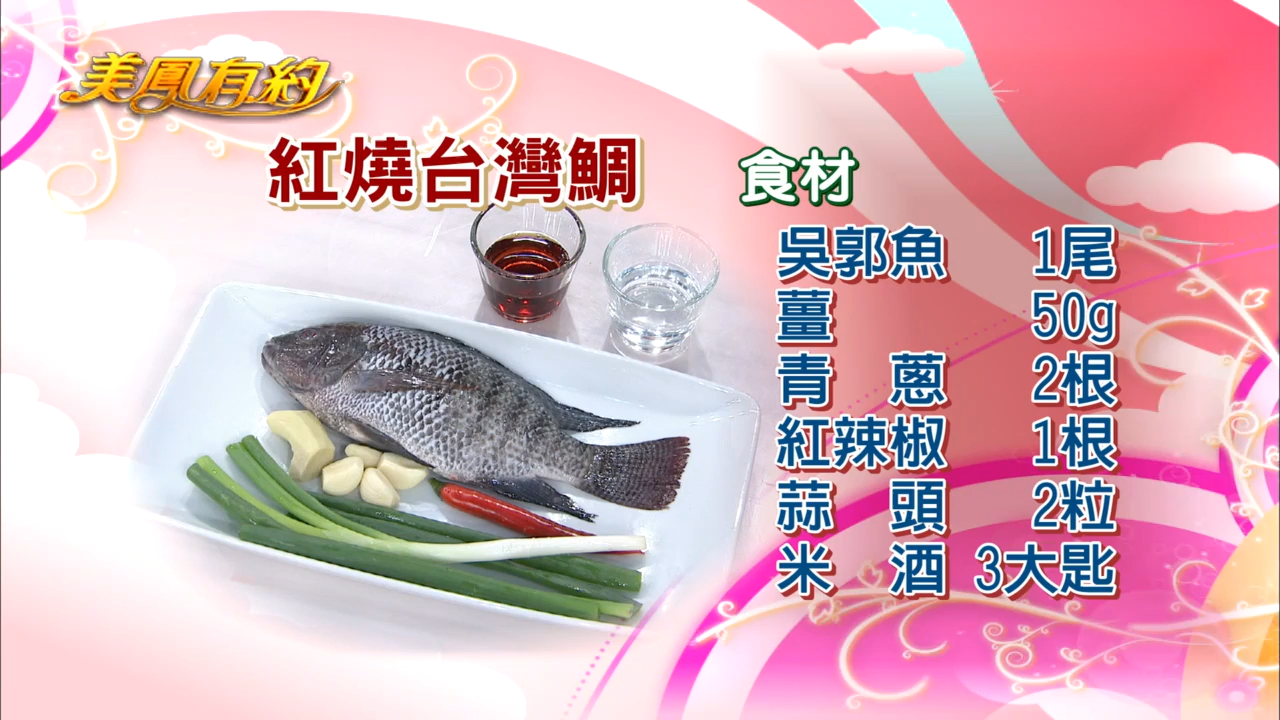 美鳳有約
紅燒台灣鯛
食材
吳郭魚 1尾
薑 50g
青蔥 2根
紅辣椒 1根
蒜頭 2粒
米酒 3大匙